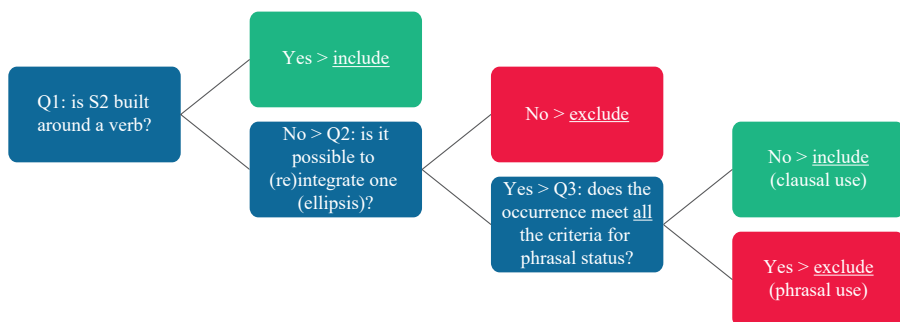 Q1: is S2 built
around a verb?
Yes > include
No > Q2: is it
possible to
(re)integrate one
(ellipsis)?
No > exclude
Yes > Q3: does the
occurrence meet all
the criteria for
phrasal status?
No > include
(clausal use)
Yes > exclude
(phrasal use)